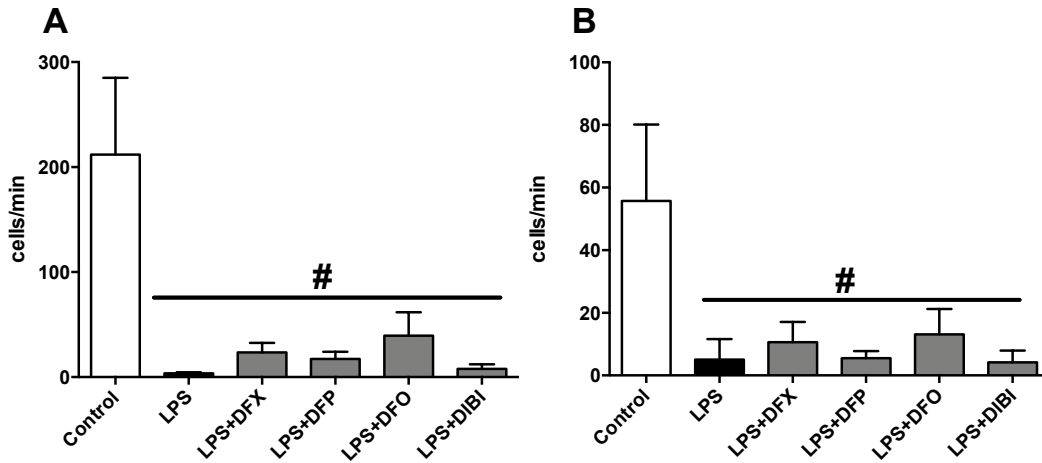 A
300
200
100
0
cells/min
#
Control
LPS
LPS+DFX
LPS+DFP
LPS+DFO
LPS+DIBI
B
100
80
60
40
20
0
cells/min
#
Control
LPS
LPS+DFX
LPS+DFP
LPS+DFO
LPS+DIBI